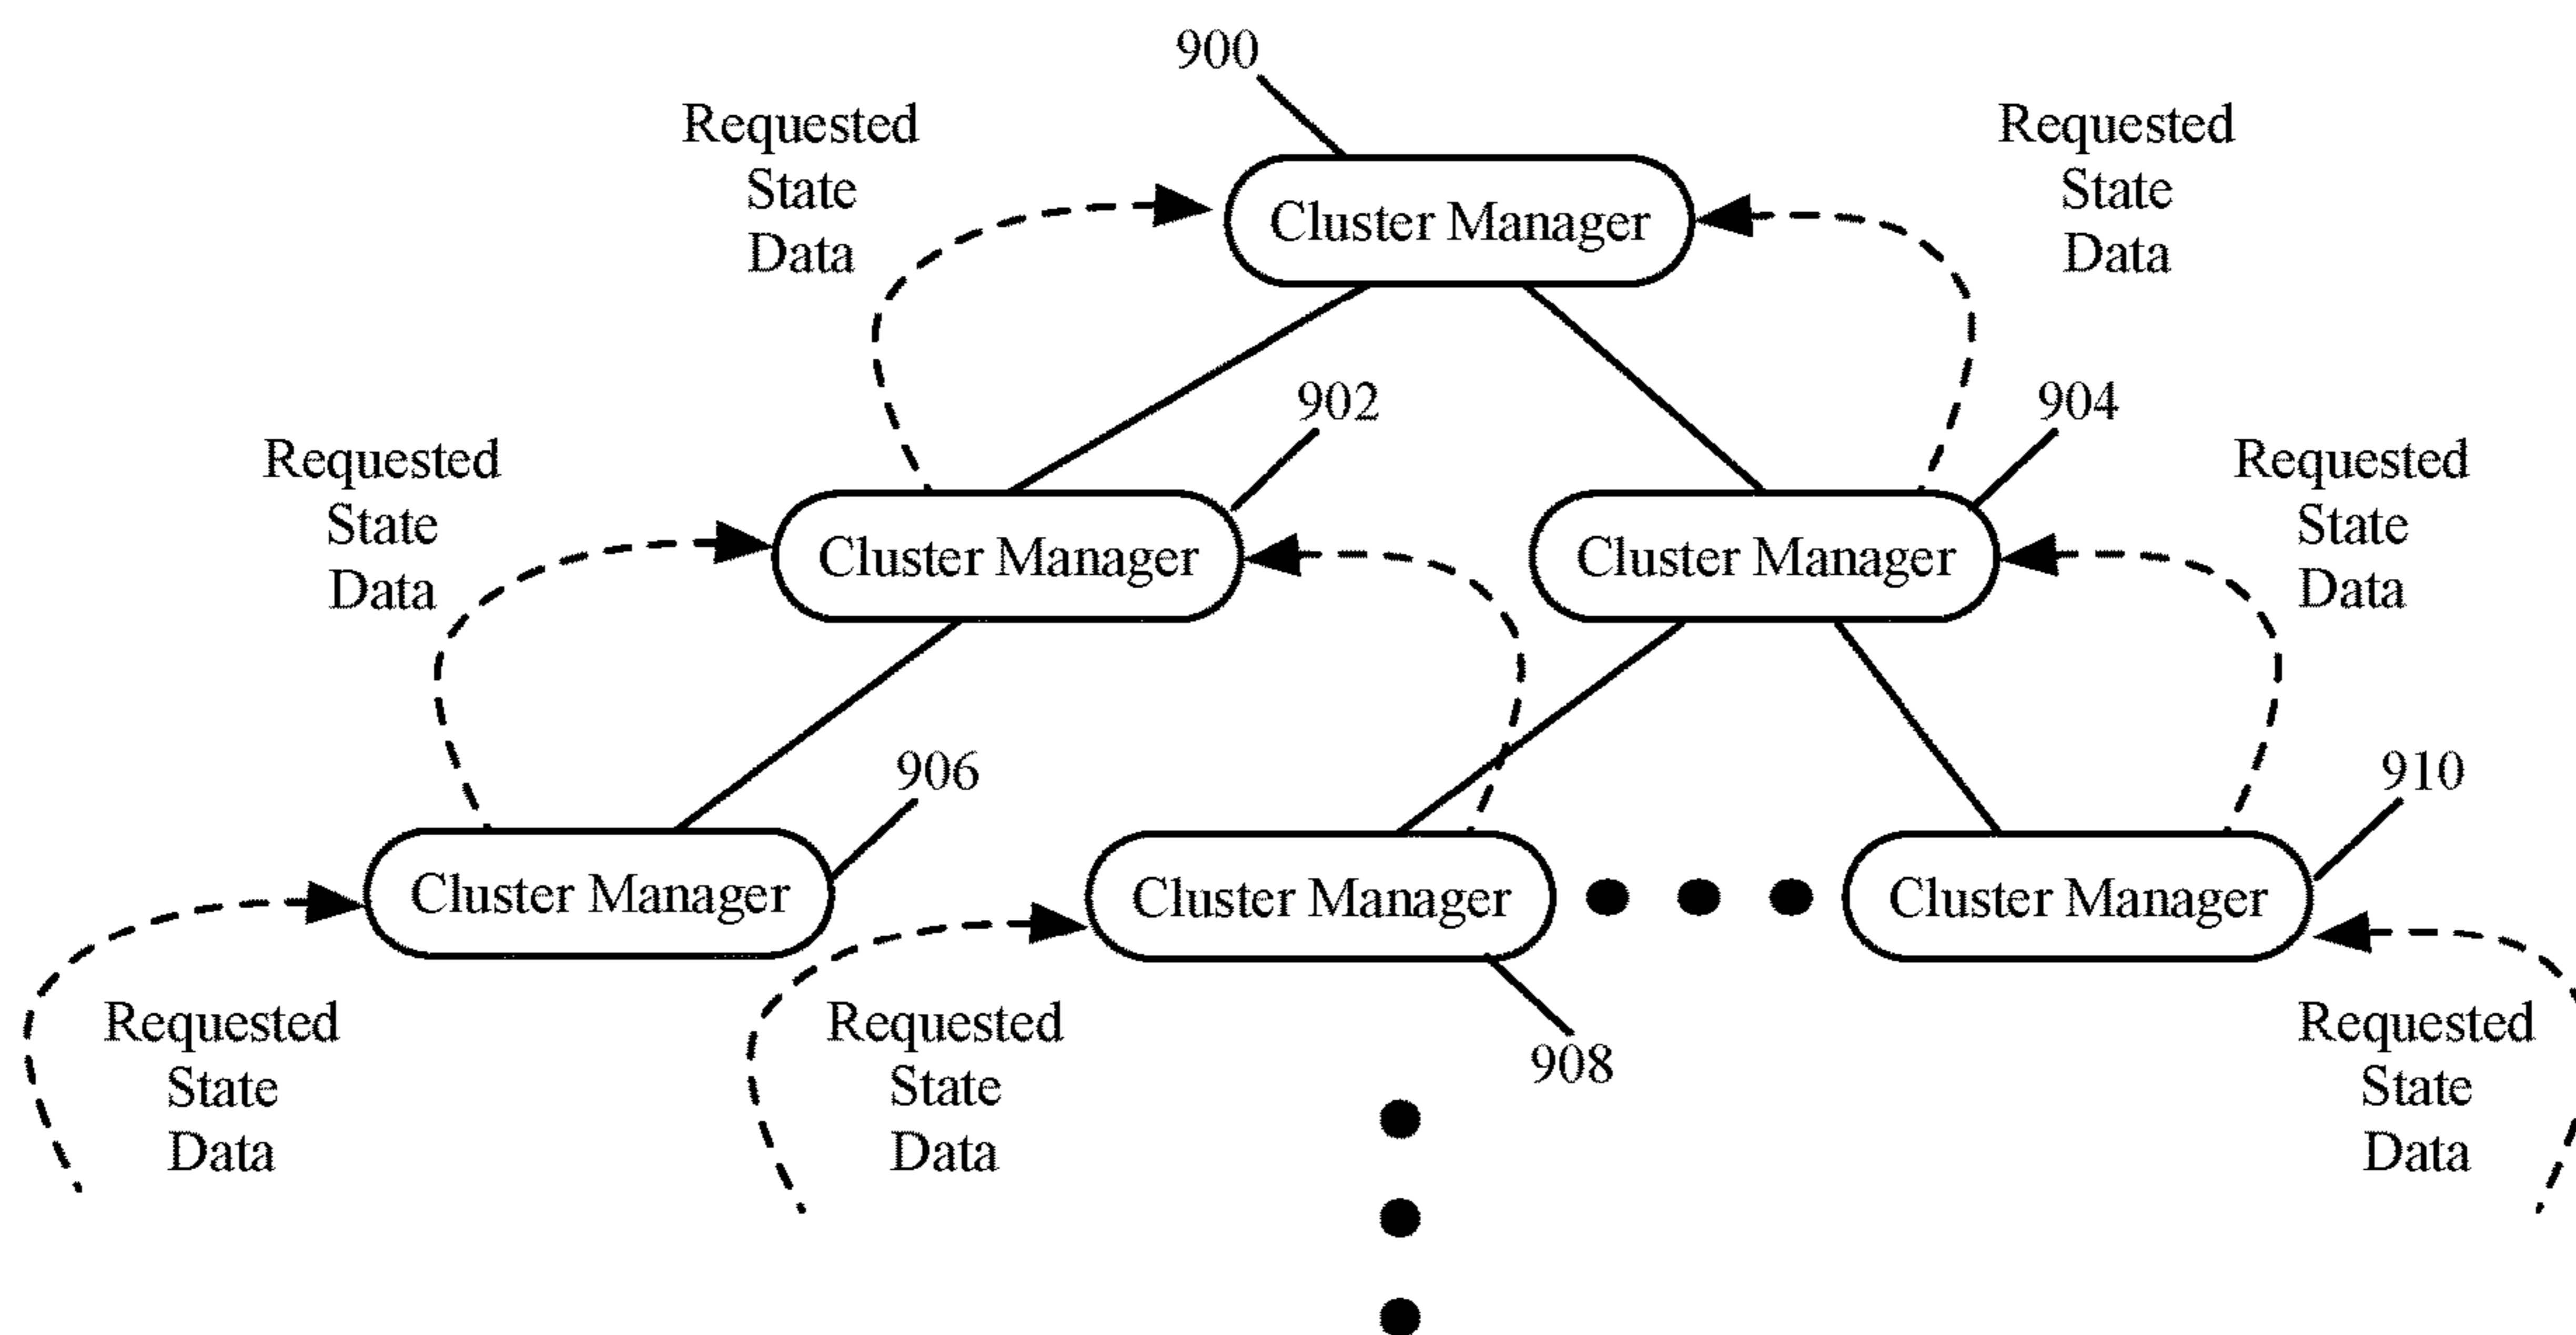 900
Requested
State
Data
Requested
State
Data
Cluster Manager
902
904
Requested
State
Data
Requested
State
Data
Cluster Manager
Cluster Manager
906
910
Cluster Manager
Cluster Manager
Cluster Manager
Requested
State
Data
Requested
State
Data
908
Requested
State
Data